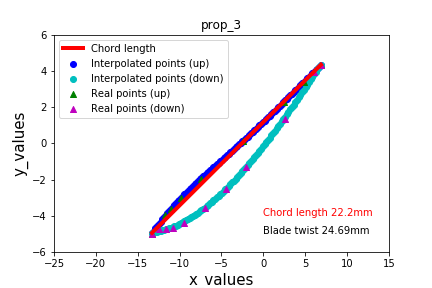 prop_3
Chord length
Interpolated points (up)
Interpolated points (down)
Real points (up)
Real points (down)
y_values
6
4
2
0
−2
−4
−6
Chord length 22.2mm
Blade twist 24.69mm
−25
−20
−15
−10
−5
0
5
10
15
x_values